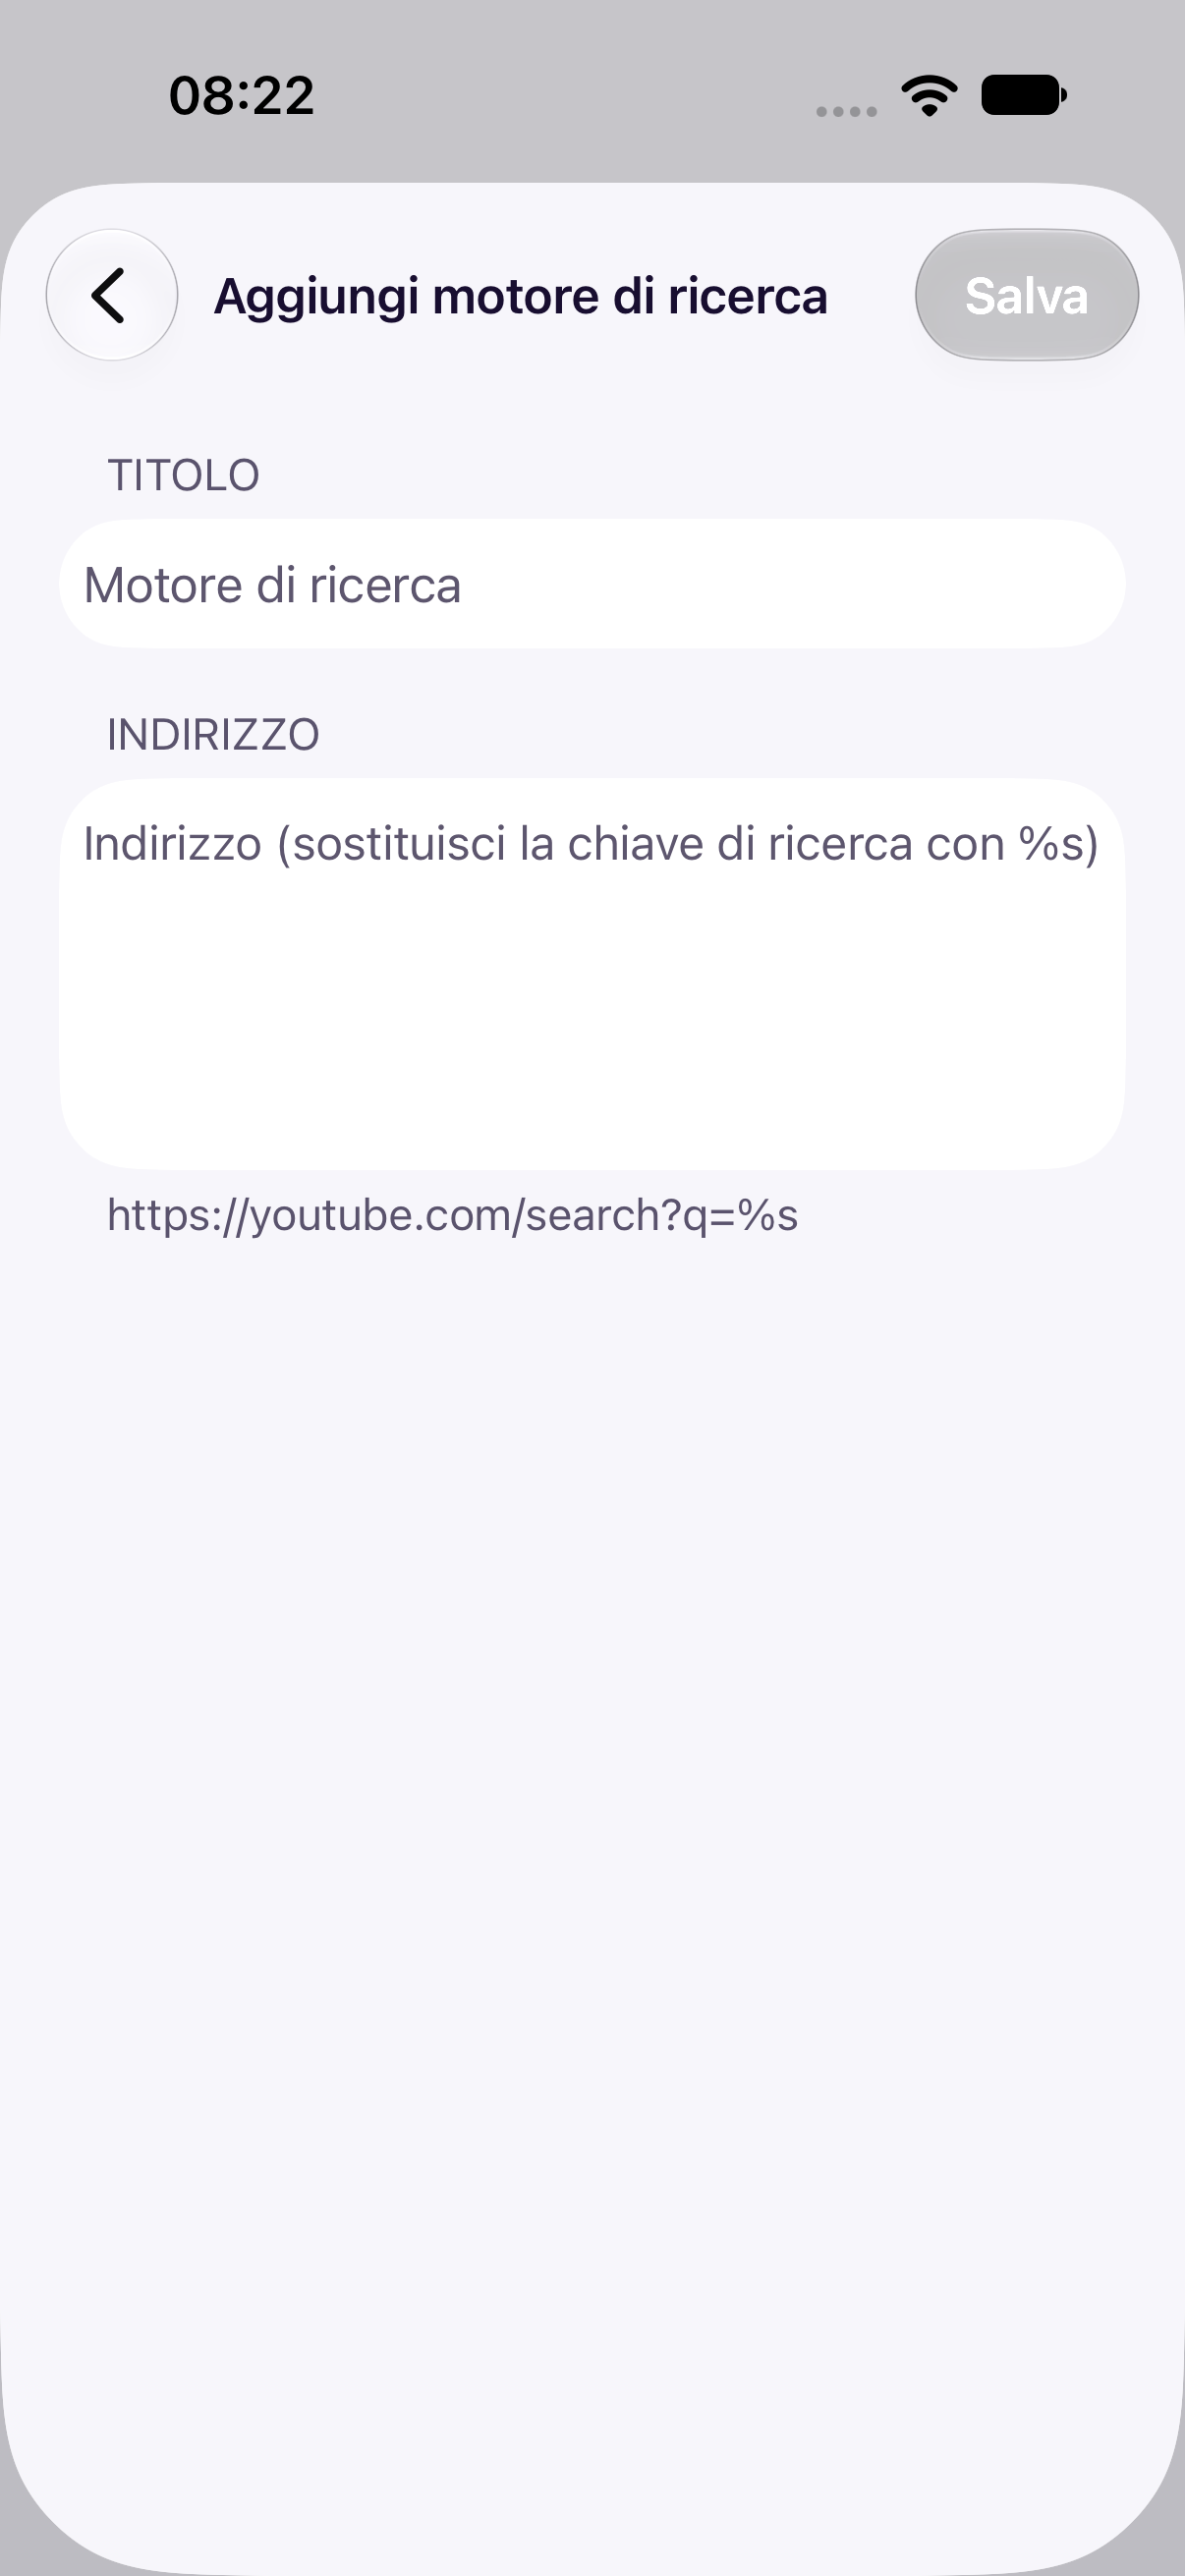 08:22
Aggiungi motore di ricerca
Salva
TITOLO
Motore di ricerca
INDIRIZZO
Indirizzo (sostituisci la chiave di ricerca con %s)
https://youtube.com/search?q=%s